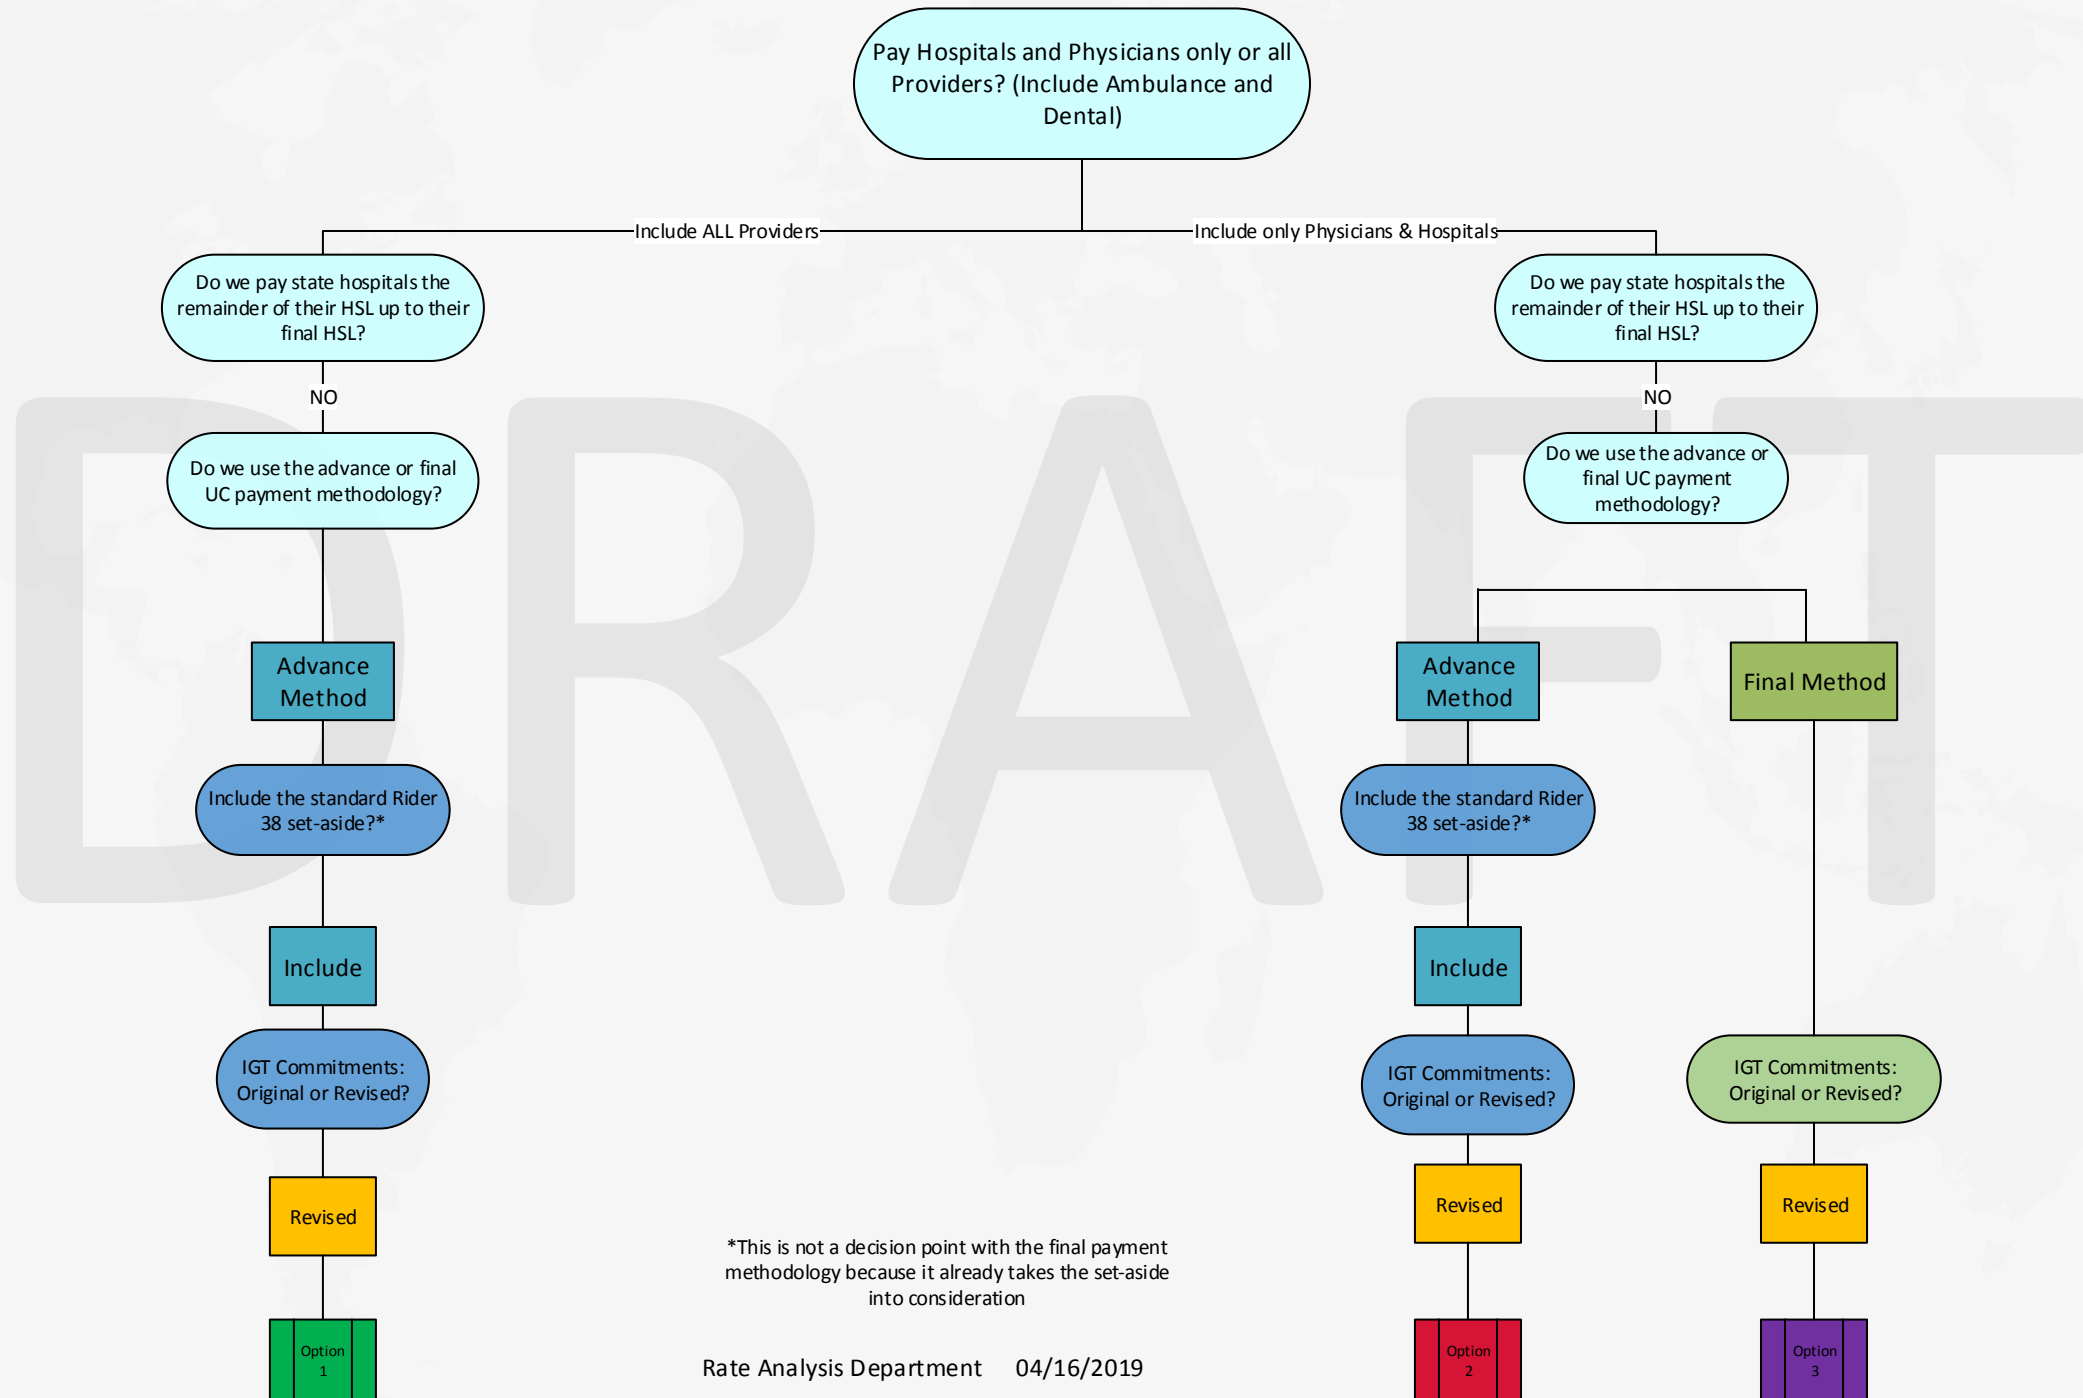 Pay Hospitals and Physicians only or all
Providers? (Include Ambulance and
Dental)
Include ALL Providers
Include only Physicians & Hospitals
Do we pay state hospitals the
remainder of their HSL up to their
final HSL?
Do we pay state hospitals the
remainder of their HSL up to their
final HSL?
NO
NO
Do we use the advance or final
UC payment methodology?
Do we use the advance or
final UC payment
methodology?
DRAFT
Advance
Method
Advance
Method
Final Method
Include the standard Rider
38 set-aside?*
Include the standard Rider
38 set-aside?*
Include
Include
IGT Commitments:
Original or Revised?
IGT Commitments:
Original or Revised?
IGT Commitments:
Original or Revised?
Revised
Revised
Revised
*This is not a decision point with the final payment
methodology because it already takes the set-aside
into consideration
Option
1
Option
2
Option
3
Rate Analysis Department 04/16/2019